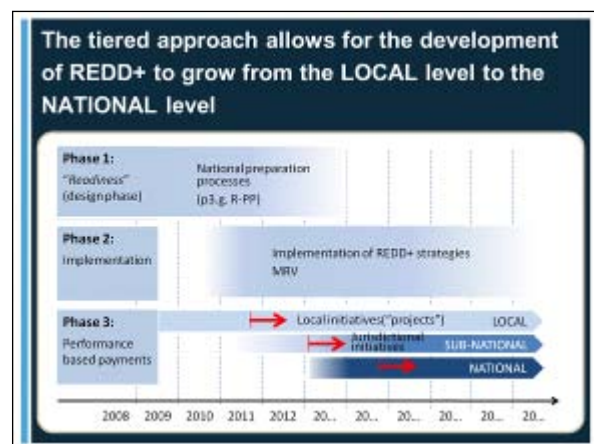 The tiered approach allows for the development
of REDD+ to grow from the LOCAL level to the
NATIONAL level
Phase 1:
"Readiness"
(design phase)
National preparation
processes
(p3.g. R-PP)
Phase 2:
Implementation
Implementation of REDD+ strategies
MRV
Phase 3:
Performance
based payments
Local initiatives("projects")
LOCAL
Jurisdictional
initiatives
SUB-NATIONAL
NATIONAL
2008 2009 2010 2011 2012 20... 20... 20... 20... 20... 20...